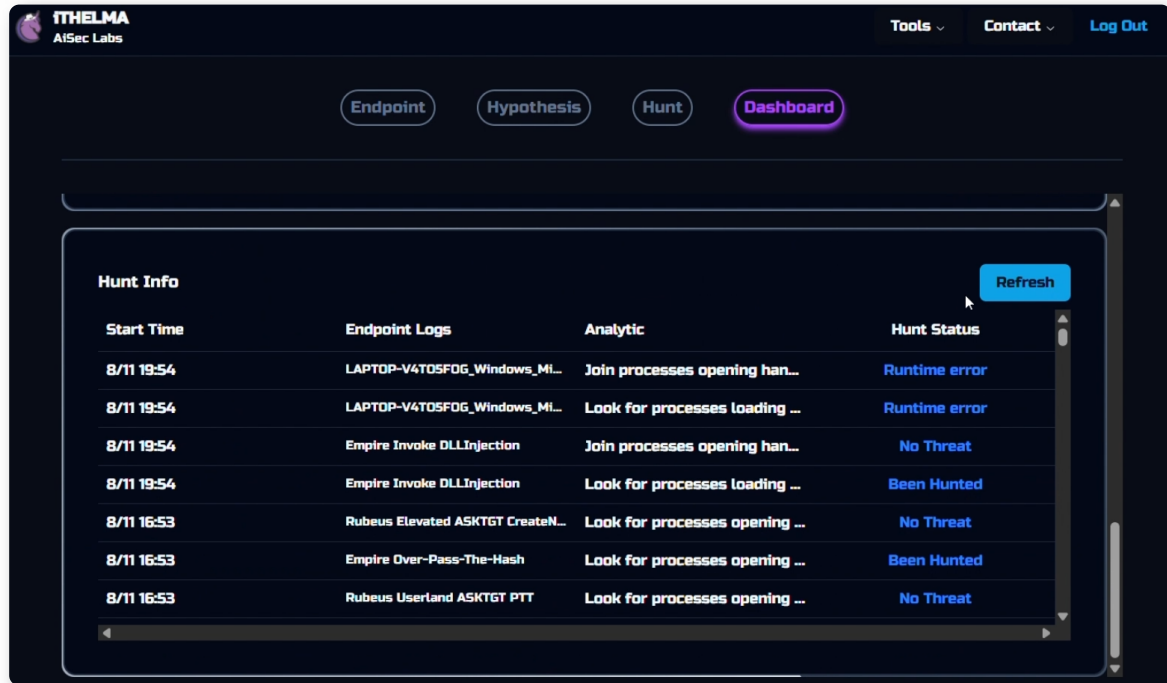 iTHELMA
AiSec Labs
Tools
Contact
Log Out
Endpoint
Hypothesis
Hunt
Dashboard
Hunt Info
Refresh
Start Time Endpoint Logs Analytic Hunt Status
8/11 19:54 LAPTOP-V4TO5FOG_Windows_Mi... Join processes opening han... Runtime error
8/11 19:54 LAPTOP-V4TO5FOG_Windows_Mi... Look for processes loading ... Runtime error
8/11 19:54 Empire Invoke DLLInjection Join processes opening han... No Threat
8/11 19:54 Empire Invoke DLLInjection Look for processes loading ... Been Hunted
8/11 16:53 Rubeus Elevated ASKTGT CreateN... Look for processes opening ... No Threat
8/11 16:53 Empire Over-Pass-The-Hash Look for processes opening ... Been Hunted
8/11 16:53 Rubeus Userland ASKTGT PTT Look for processes opening ... No Threat